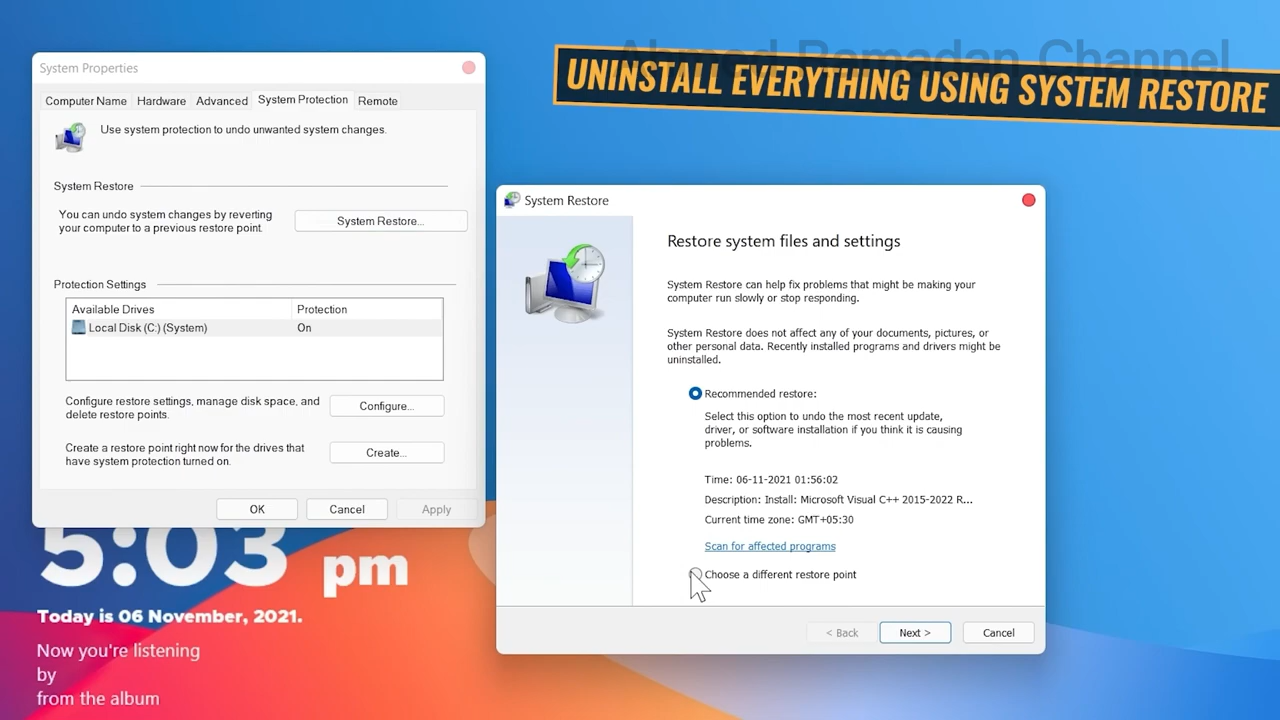 Ahmed Ramadan Channel
UNINSTALL EVERYTHING USING SYSTEM RESTORE
System Properties
Computer Name Hardware Advanced System Protection Remote
Use system protection to undo unwanted system changes.
System Restore
You can undo system changes by reverting
your computer to a previous restore point.
System Restore...
Protection Settings
Available Drives Protection
Local Disk (C:) (System) On
Configure restore settings, manage disk space, and
delete restore points.
Configure...
Create a restore point right now for the drives that
have system protection turned on.
Create...
OK Cancel Apply
System Restore
Restore system files and settings
System Restore can help fix problems that might be making your
computer run slowly or stop responding.
System Restore does not affect any of your documents, pictures, or
other personal data. Recently installed programs and drivers might be
uninstalled.
Recommended restore:
Select this option to undo the most recent update,
driver, or software installation if you think it is causing
problems.
Time: 06-11-2021 01:56:02
Description: Install: Microsoft Visual C++ 2015-2022 R...
Current time zone: GMT+05:30
Scan for affected programs
Choose a different restore point
< Back Next > Cancel
5:03 pm
Today is 06 November, 2021.
Now you're listening
by
from the album